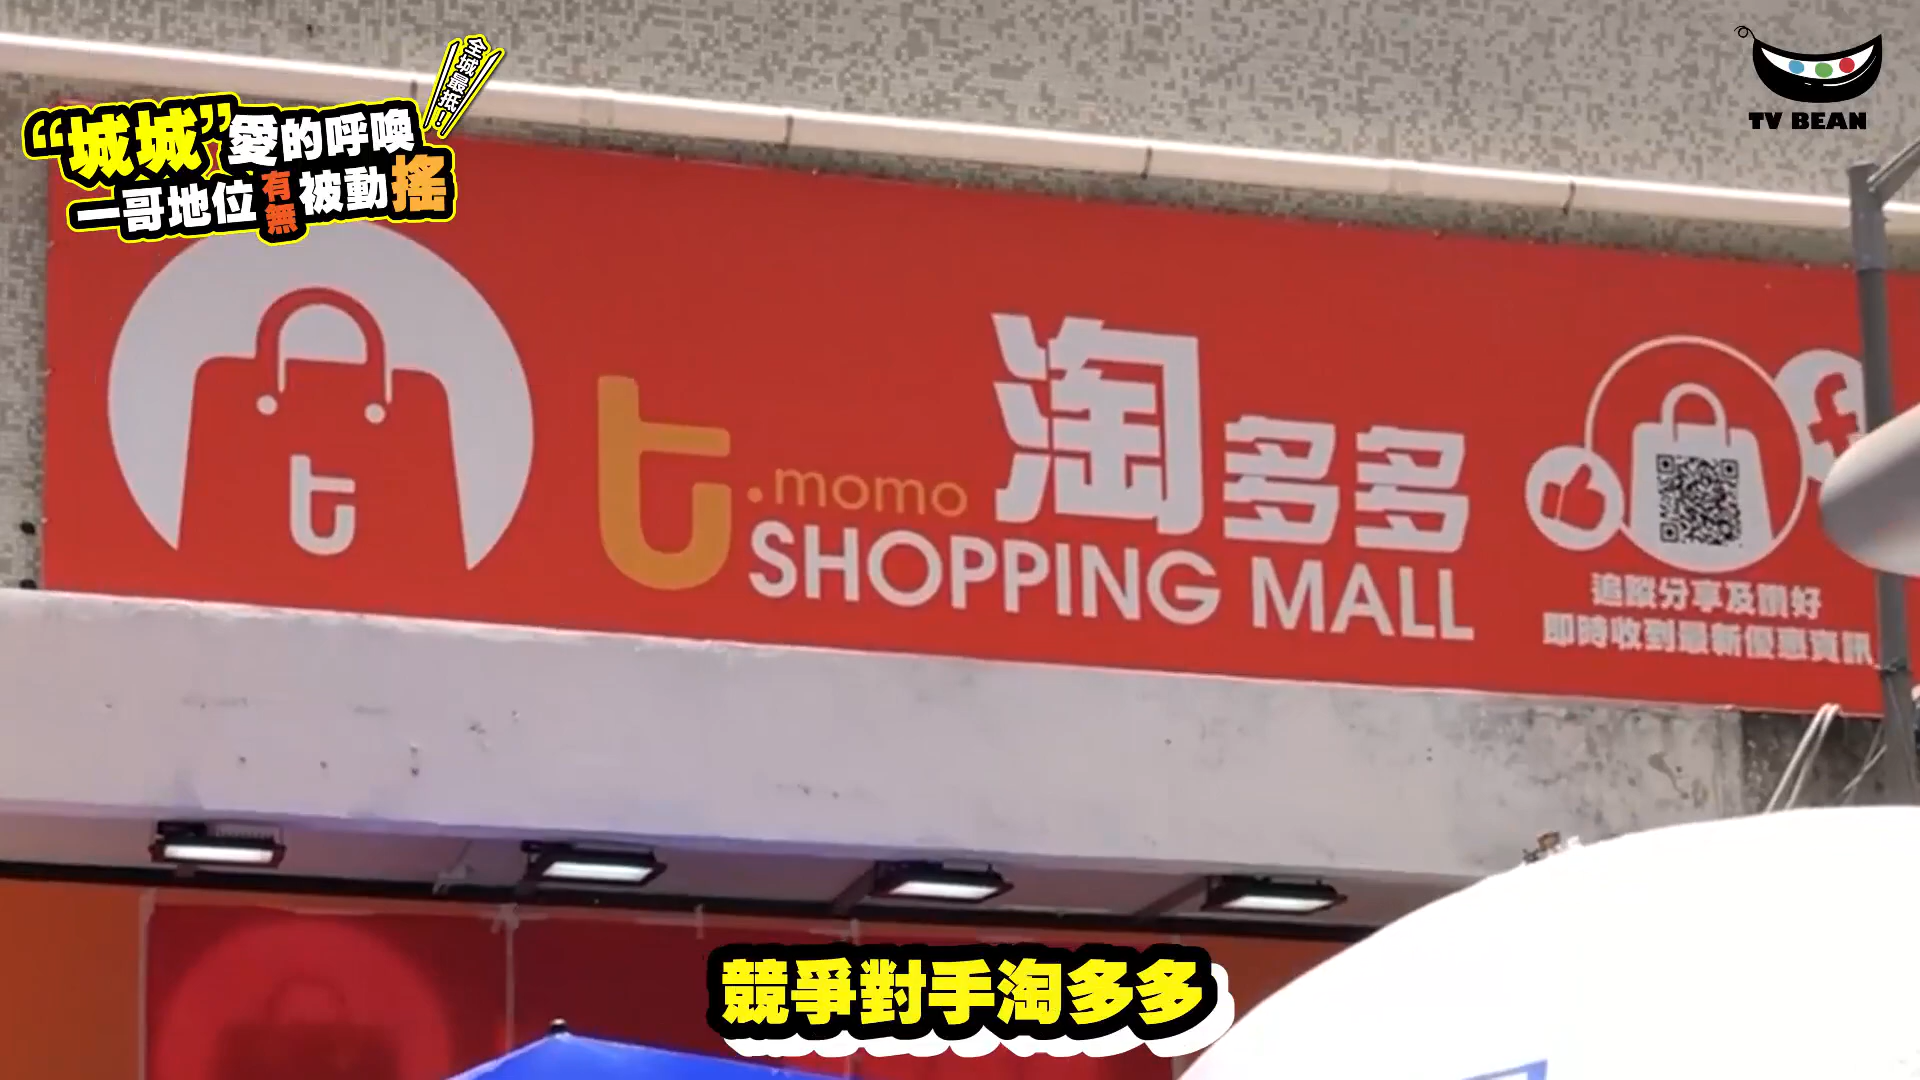 全城最抵!!
“城城”愛的呼喚
一哥地位有無被動搖
TV BEAN
t
t.momo 淘多多
SHOPPING MALL
追蹤分享及讚好
即時收到最新優惠資訊
競爭對手淘多多